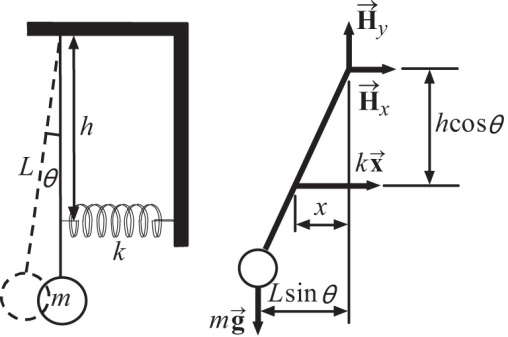 h
L
θ
k
m
H⃗y
H⃗x
hcosθ
kx⃗
x
Lsinθ
mg⃗